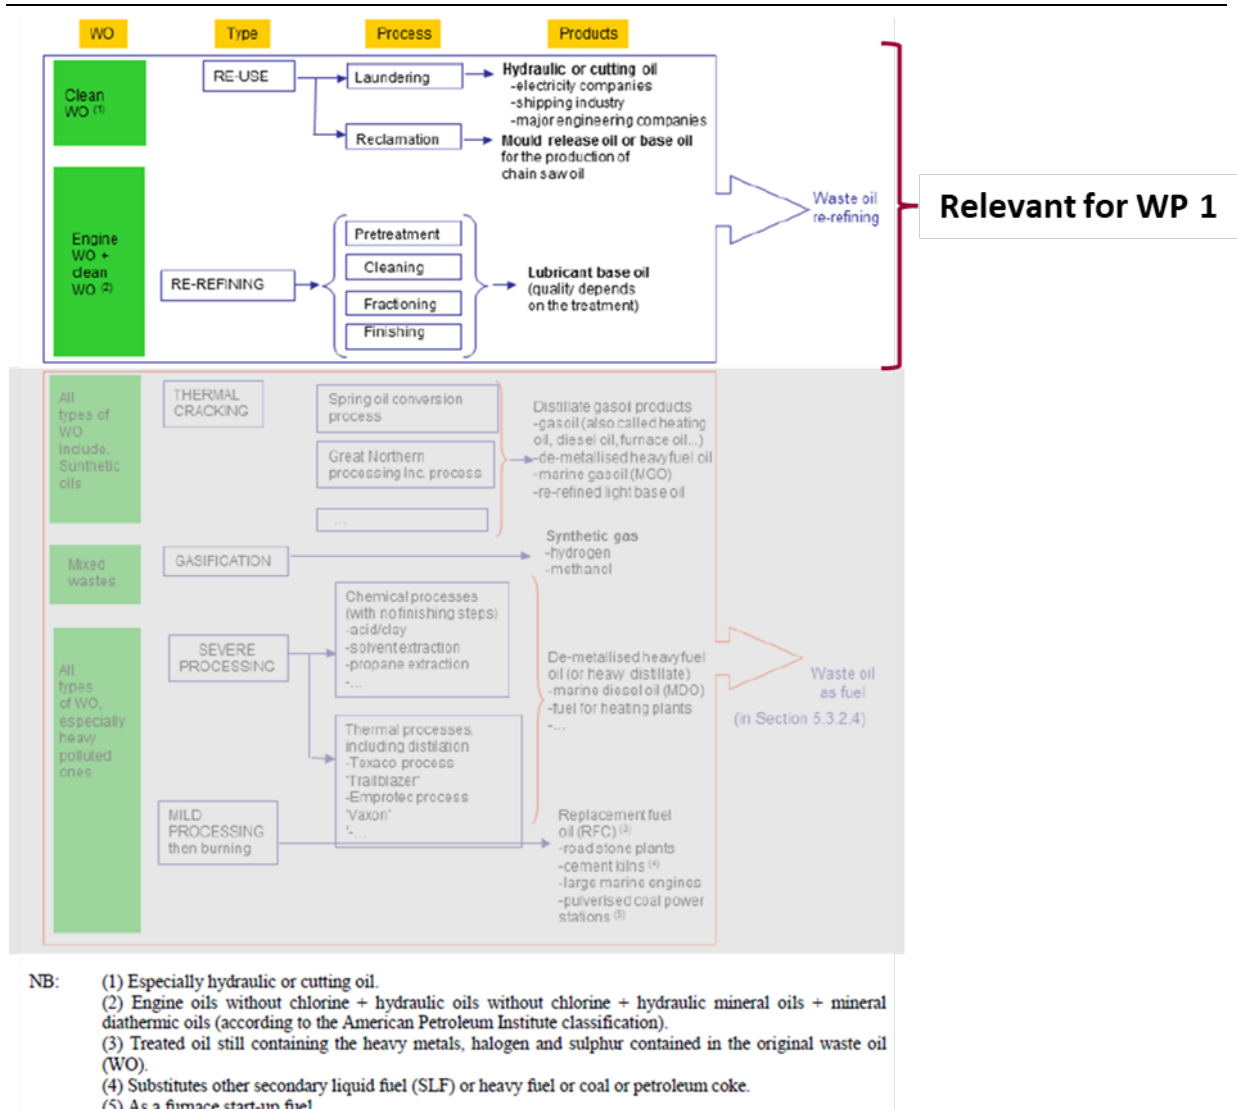 WO Type Process Products
Clean
WO (1)
RE-USE
Laundering
Reclamation
Hydraulic or cutting oil
-electricity companies
-shipping industry
-major engineering companies
Mould release oil or base oil
for the production of
chain saw oil
Engine
WO +
clean
WO (2)
RE-REFINING
Pretreatment
Cleaning
Fractioning
Finishing
Lubricant base oil
(quality depends
on the treatment)
Waste oil
re-refining
Relevant for WP 1
All
types of
WO
include.
Sunthetic
oils
THERMAL
CRACKING
Spring oil conversion
process
Great Northern
processing Inc. process
...
Distillate gasoil products
-gasoil (also called heating
oil, diesel oil, furnace oil...)
-de-metallised heavy fuel oil
-marine gasoil (MGO)
-re-refined light base oil
Mixed
wastes
GASIFICATION
Synthetic gas
-hydrogen
-methanol
All
types
of WO,
especially
heavy
polluted
ones
SEVERE
PROCESSING
Chemical processes
(with no finishing steps)
-acid/clay
-solvent extraction
-propane extraction
-...
Thermal processes,
including distilation
-Texaco process
'Trailblazer'
-Emprotec process
'Vaxon'
'-...
De-metallised heavy fuel
oil (or heavy distillate)
-marine diesel oil (MDO)
-fuel for heating plants
-...
MILD
PROCESSING
then burning
Replacement fuel
oil (RFC) (3)
-road stone plants
-cement kilns (4)
-large marine engines
-pulverised coal power
stations (5)
Waste oil
as fuel
(in Section 5.3.2.4)
NB: (1) Especially hydraulic or cutting oil.
(2) Engine oils without chlorine + hydraulic oils without chlorine + hydraulic mineral oils + mineral
diathermic oils (according to the American Petroleum Institute classification).
(3) Treated oil still containing the heavy metals, halogen and sulphur contained in the original waste oil
(WO).
(4) Substitutes other secondary liquid fuel (SLF) or heavy fuel or coal or petroleum coke.
(5) As a furnace start-up fuel